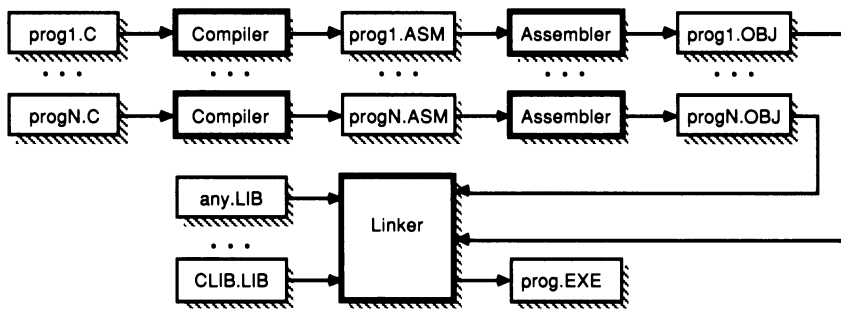 prog1.C Compiler prog1.ASM Assembler prog1.OBJ
. . . . . . . . . . . . . . .
progN.C Compiler progN.ASM Assembler progN.OBJ
any.LIB
Linker
. . .
CLIB.LIB
prog.EXE